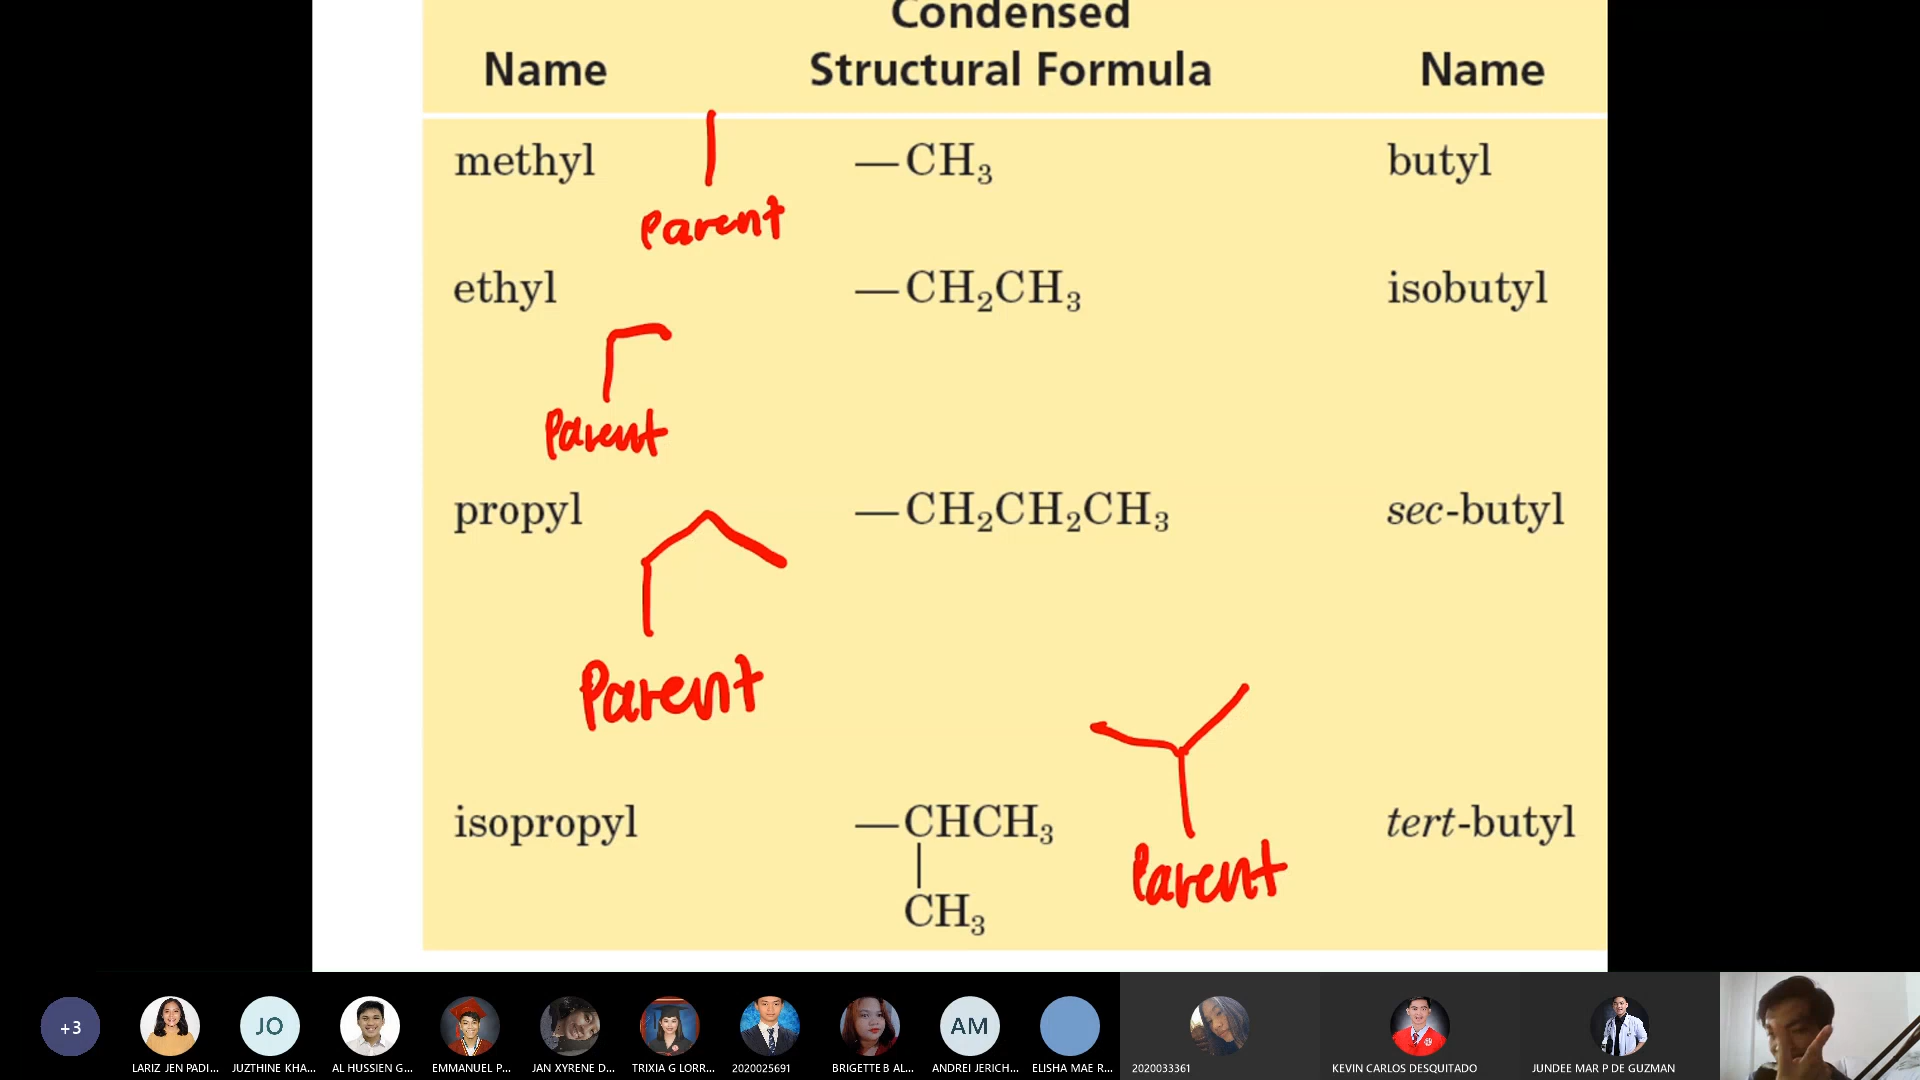 Condensed
Name Structural Formula Name
methyl —CH₃ butyl
Parent
ethyl —CH₂CH₃ isobutyl
Parent
propyl —CH₂CH₂CH₃ sec-butyl
Parent
isopropyl —CHCH₃ tert-butyl
Parent
CH₃
+3 JO AM
LARIZ JEN PADI... JUZTHINE KHA... AL HUSSIEN G... EMMANUEL P... JAN XYRENE D... TRIXIA G LORR... 2020025691 BRIGETTE B AL... ANDREI JERICH... ELISHA MAE R... 2020033361 KEVIN CARLOS DESQUITADO JUNDEE MAR P DE GUZMAN